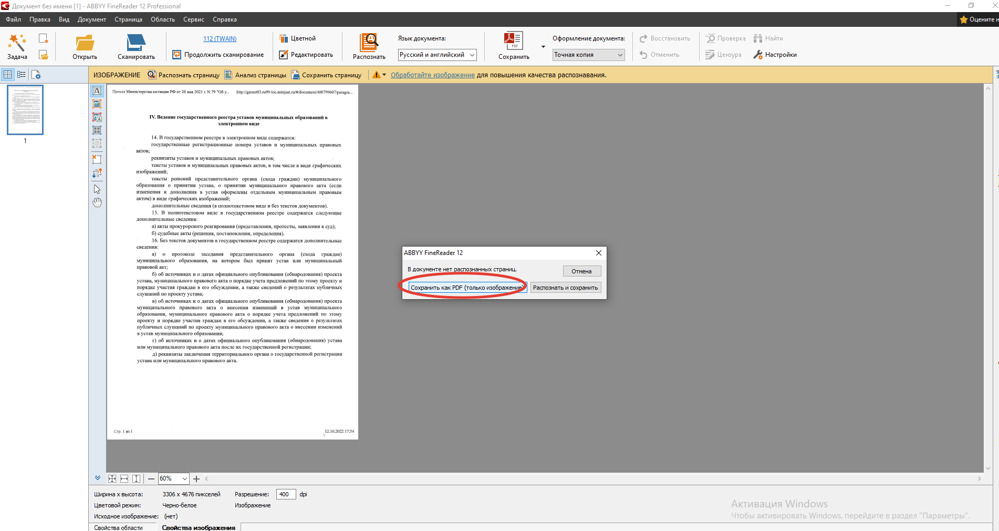 Документ без имени [1] - ABBYY FineReader 12 Professional
Файл Правка Вид Документ Страница Область Сервис Справка
Оцените н
Задача
Открыть
Сканировать
112 (TWAIN)
Продолжить сканирование
Цветной
Редактировать
Распознать
Язык документа:
Русский и английский
PDF
Сохранить
Оформление документа:
Точная копия
Восстановить
Отменить
Проверка
Цензура
Найти
Настройки
ИЗОБРАЖЕНИЕ Распознать страницу Анализ страницы Сохранить страницу Обработайте изображение для повышения качества распознавания.
1
Приказ Министерства юстиции РФ от 20 мая 2021 г. N 79 "Об у... http://garant03.ru99-loc.minjust.ru/#/document/400799607/paragra...
IV. Ведение государственного реестра уставов муниципальных образований в
электронном виде
14. В государственном реестре в электронном виде содержатся:
государственные регистрационные номера уставов и муниципальных правовых
актов;
реквизиты уставов и муниципальных правовых актов;
тексты уставов и муниципальных правовых актов, в том числе в виде графических
изображений;
тексты решений представительного органа (схода граждан) муниципального
образования о принятии устава, о принятии муниципального правового акта (если
изменения и дополнения в устав оформлены отдельным муниципальным правовым
актом) в виде графических изображений;
дополнительные сведения (в полнотекстовом виде и без текстов документов).
15. В полнотекстовом виде в государственном реестре содержатся следующие
дополнительные сведения:
а) акты прокурорского реагирования (представления, протесты, заявления в суд);
б) судебные акты (решения, постановления, определения).
16. Без текстов документов в государственном реестре содержатся дополнительные
сведения:
а) о протоколе заседания представительного органа (схода граждан)
муниципального образования, на котором был принят устав или муниципальный
правовой акт;
б) об источниках и о датах официального опубликования (обнародования) проекта
устава, муниципального правового акта о порядке учета предложений по этому проекту и
порядке участия граждан в его обсуждении, а также сведений о результатах публичных
слушаний по проекту устава;
в) об источниках и о датах официального опубликования (обнародования) проекта
муниципального правового акта о внесении изменений в устав муниципального
образования, муниципального правового акта о порядке учета предложений по этому
проекту и порядке участия граждан в его обсуждении, а также сведения о результатах
публичных слушаний по проекту муниципального правового акта о внесении изменений
в устав муниципального образования;
г) об источниках и о датах официального опубликования (обнародования) устава
или муниципального правового акта после их государственной регистрации;
д) реквизиты заключения территориального органа о государственной регистрации
устава или муниципального правового акта.
Стр. 1 из 1 12.10.2022 17:54
ABBYY FineReader 12
В документе нет распознанных страниц.
Отмена
Сохранить как PDF (только изображение)
Распознать и сохранить
60%
Ширина x высота: 3306 x 4676 пикселей Разрешение: 400 dpi
Цветовой режим: Черно-белое Изображение
Исходное изображение: (нет)
Свойства области Свойства изображения
Активация Windows
Чтобы активировать Windows, перейдите в раздел "Параметры".